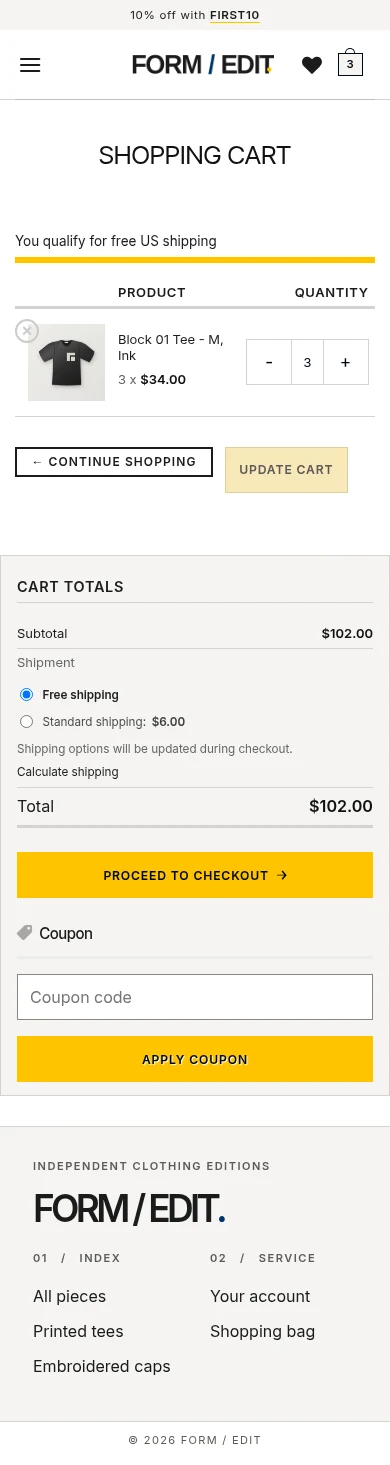 10% off with FIRST10
FORM / EDIT.
3
SHOPPING CART
You qualify for free US shipping
PRODUCT QUANTITY
Block 01 Tee - M,
Ink
3 x $34.00
- 3 +
← CONTINUE SHOPPING
UPDATE CART
CART TOTALS
Subtotal $102.00
Shipment
Free shipping
Standard shipping: $6.00
Shipping options will be updated during checkout.
Calculate shipping
Total $102.00
PROCEED TO CHECKOUT →
Coupon
Coupon code
APPLY COUPON
INDEPENDENT CLOTHING EDITIONS
FORM / EDIT.
01 / INDEX
02 / SERVICE
All pieces
Your account
Printed tees
Shopping bag
Embroidered caps
© 2026 FORM / EDIT